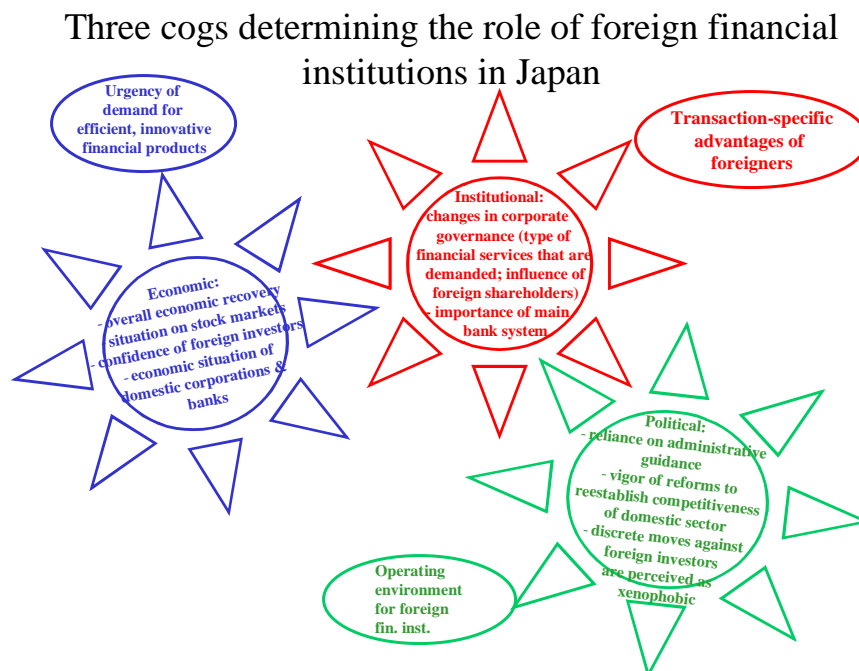 Three cogs determining the role of foreign financial
institutions in Japan
Urgency of
demand for
efficient, innovative
financial products
Transaction-specific
advantages of
foreigners
Institutional:
changes in corporate
governance (type of
financial services that are
demanded; influence of
foreign shareholders)
- importance of main
bank system
Economic:
- overall economic recovery
- situation on stock markets
- confidence of foreign investors
- economic situation of
domestic corporations &
banks
Political:
- reliance on administrative
guidance
- vigor of reforms to
reestablish competitiveness
of domestic sector
- discrete moves against
foreign investors
are perceived as
xenophobic
Operating
environment
for foreign
fin. inst.